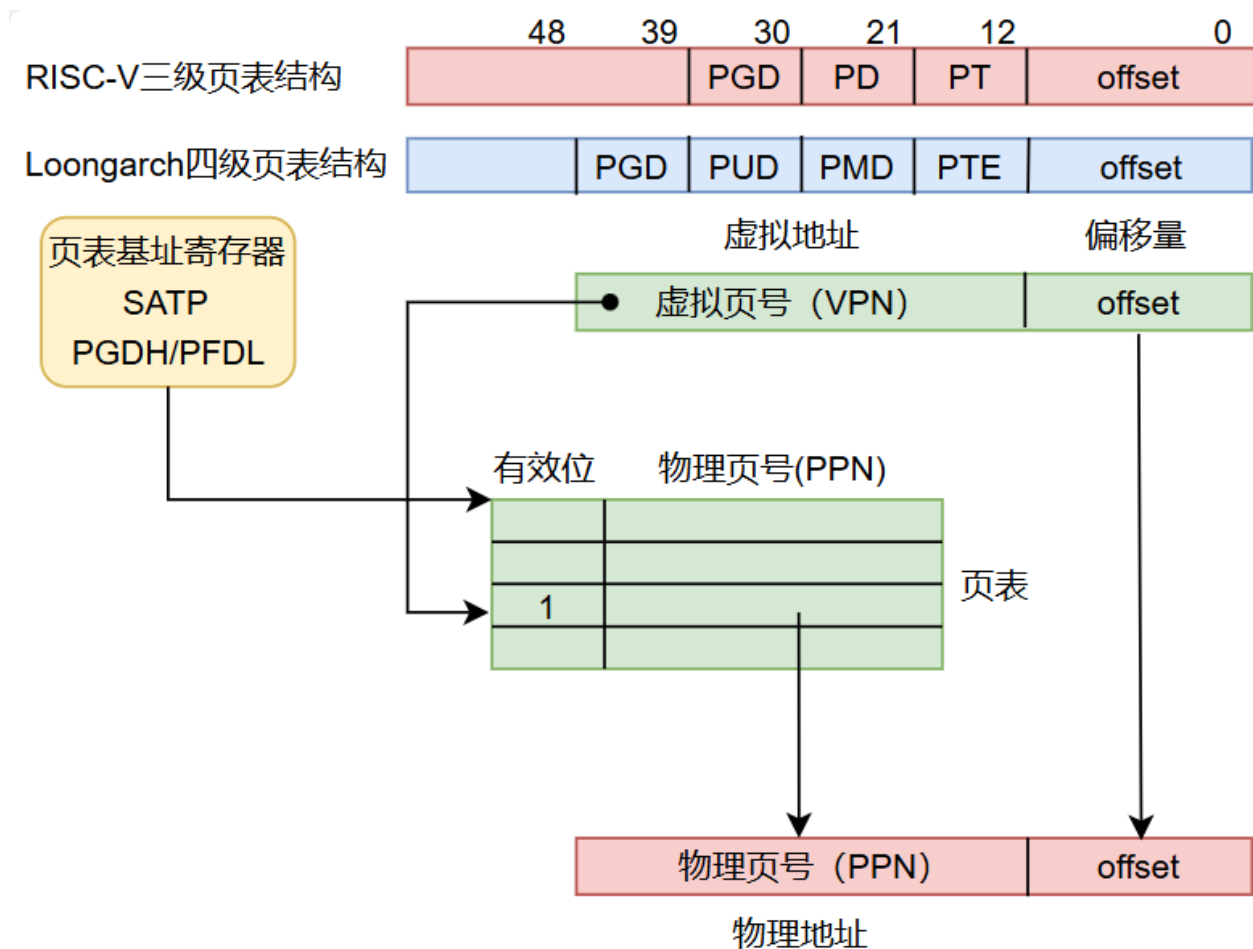 48 39 30 21 12 0
RISC-V三级页表结构 PGD PD PT offset
Loongarch四级页表结构 PGD PUD PMD PTE offset
虚拟地址 偏移量
页表基址寄存器
SATP
PGDH/PFDL
虚拟页号（VPN） offset
有效位 物理页号(PPN)
1
页表
物理页号（PPN） offset
物理地址